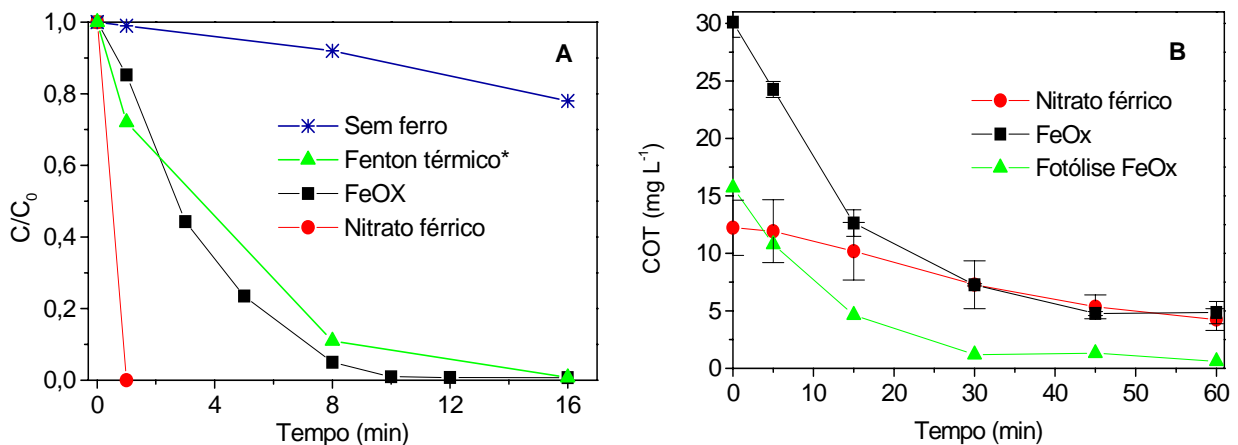 A
1,0
0,8
0,6
0,4
0,2
0,0
C/C0
Sem ferro
Fenton térmico*
FeOX
Nitrato férrico
0 4 8 12 16
Tempo (min)
B
30
25
20
15
10
5
0
COT (mg L-1)
Nitrato férrico
FeOx
Fotólise FeOx
0 10 20 30 40 50 60
Tempo (min)